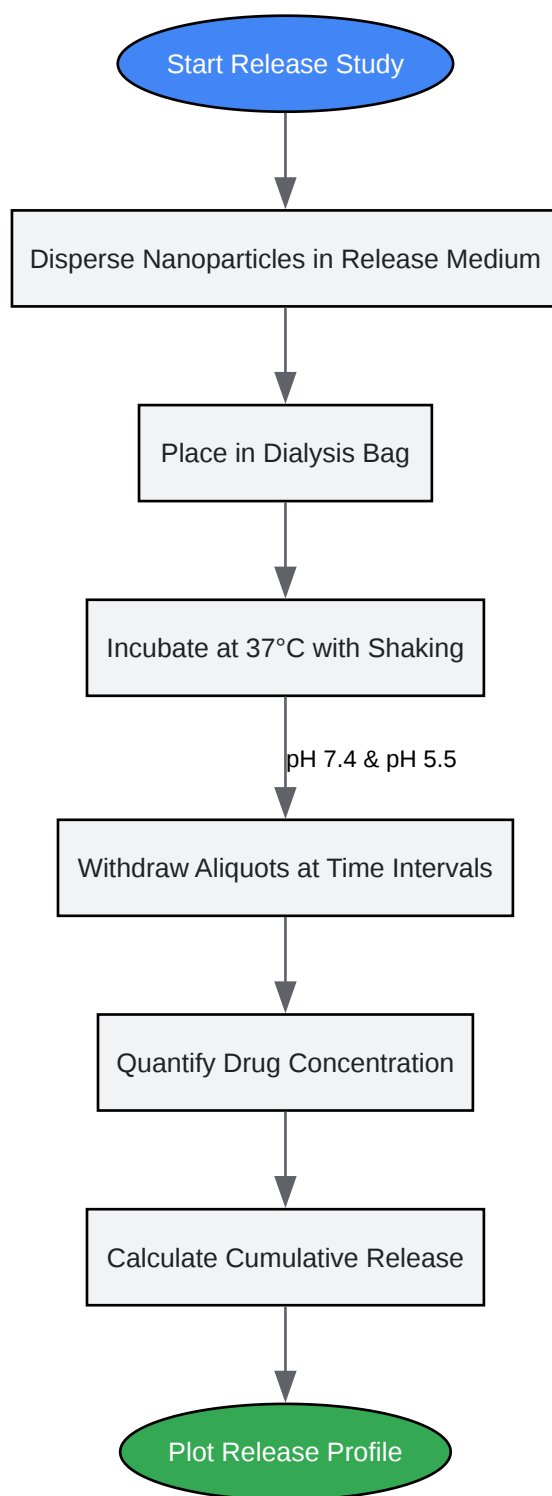 Start Release Study
Disperse Nanoparticles in Release Medium
Place in Dialysis Bag
Incubate at 37°C with Shaking
pH 7.4 & pH 5.5
Withdraw Aliquots at Time Intervals
Quantify Drug Concentration
Calculate Cumulative Release
Plot Release Profile